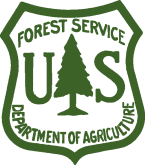 FOREST SERVICE
U S
DEPARTMENT OF AGRICULTURE